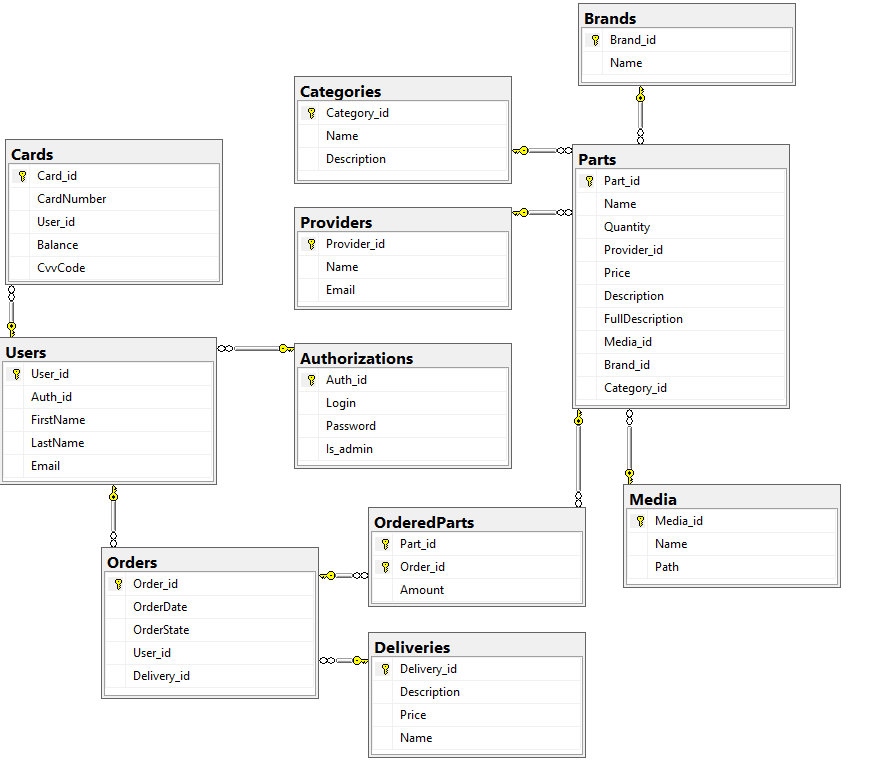 Brands
Brand_id
Name
Categories
Category_id
Name
Description
Cards
Card_id
CardNumber
User_id
Balance
CvvCode
Parts
Part_id
Name
Quantity
Provider_id
Price
Description
FullDescription
Media_id
Brand_id
Category_id
Providers
Provider_id
Name
Email
Users
User_id
Auth_id
FirstName
LastName
Email
Authorizations
Auth_id
Login
Password
Is_admin
Media
Media_id
Name
Path
OrderedParts
Part_id
Order_id
Amount
Orders
Order_id
OrderDate
OrderState
User_id
Delivery_id
Deliveries
Delivery_id
Description
Price
Name